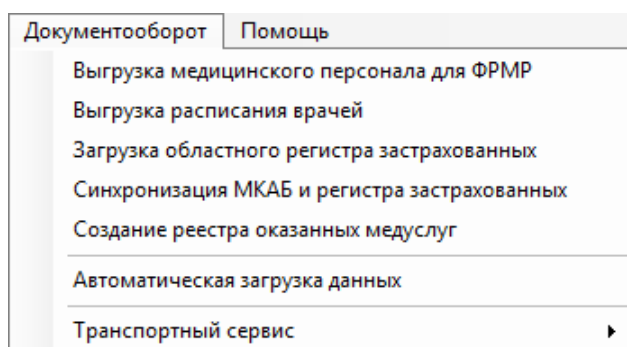 Документооборот Помощь
Выгрузка медицинского персонала для ФРМР
Выгрузка расписания врачей
Загрузка областного регистра застрахованных
Синхронизация МКАБ и регистра застрахованных
Создание реестра оказанных медуслуг
Автоматическая загрузка данных
Транспортный сервис